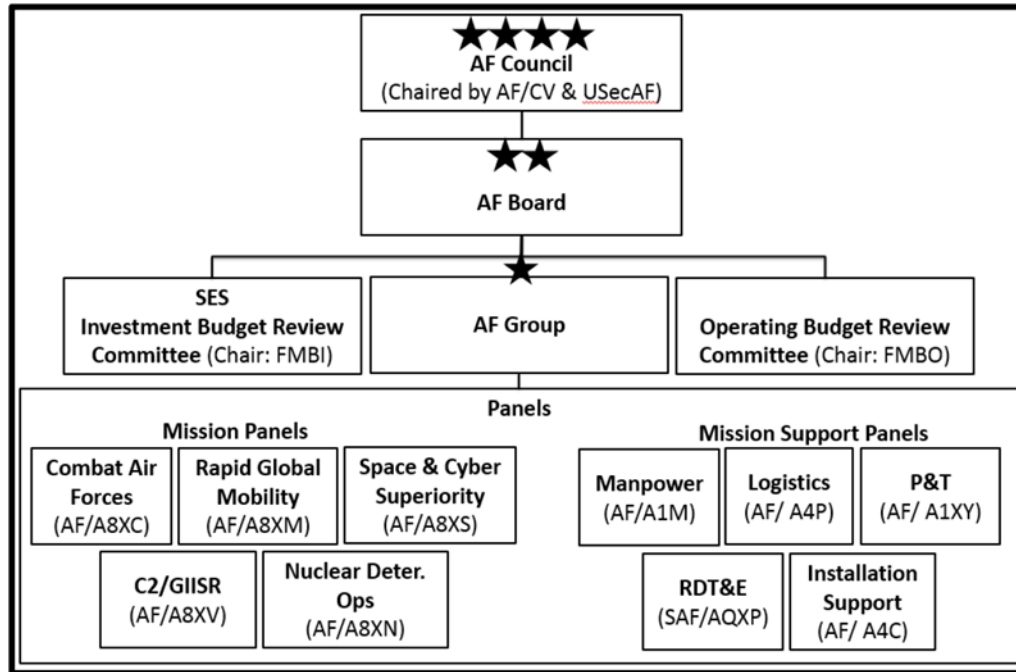 AF Council
(Chaired by AF/CV & USecAF)
AF Board
SES
Investment Budget Review
Committee (Chair: FMBI)
AF Group
Operating Budget Review
Committee (Chair: FMBO)
Panels
Mission Panels
Combat Air
Forces
(AF/A8XC)
Rapid Global
Mobility
(AF/A8XM)
Space & Cyber
Superiority
(AF/A8XS)
C2/GIISR
(AF/A8XV)
Nuclear Deter.
Ops
(AF/A8XN)
Mission Support Panels
Manpower
(AF/A1M)
Logistics
(AF/ A4P)
P&T
(AF/ A1XY)
RDT&E
(SAF/AQXP)
Installation
Support
(AF/ A4C)